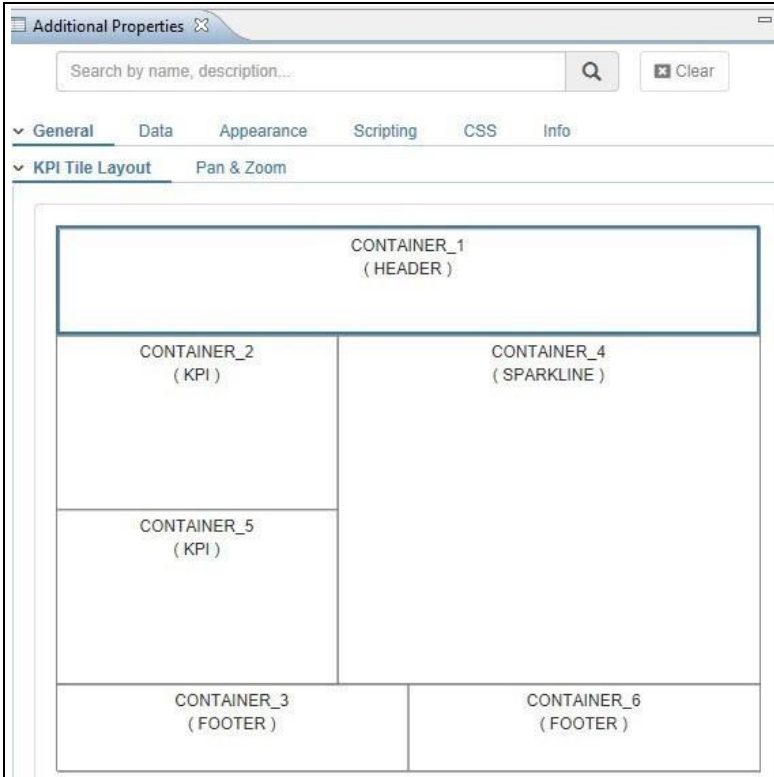 Additional Properties
Search by name, description...
Clear
General Data Appearance Scripting CSS Info
KPI Tile Layout Pan & Zoom
CONTAINER_1
( HEADER )
CONTAINER_2
( KPI )
CONTAINER_4
( SPARKLINE )
CONTAINER_5
( KPI )
CONTAINER_3
( FOOTER )
CONTAINER_6
( FOOTER )